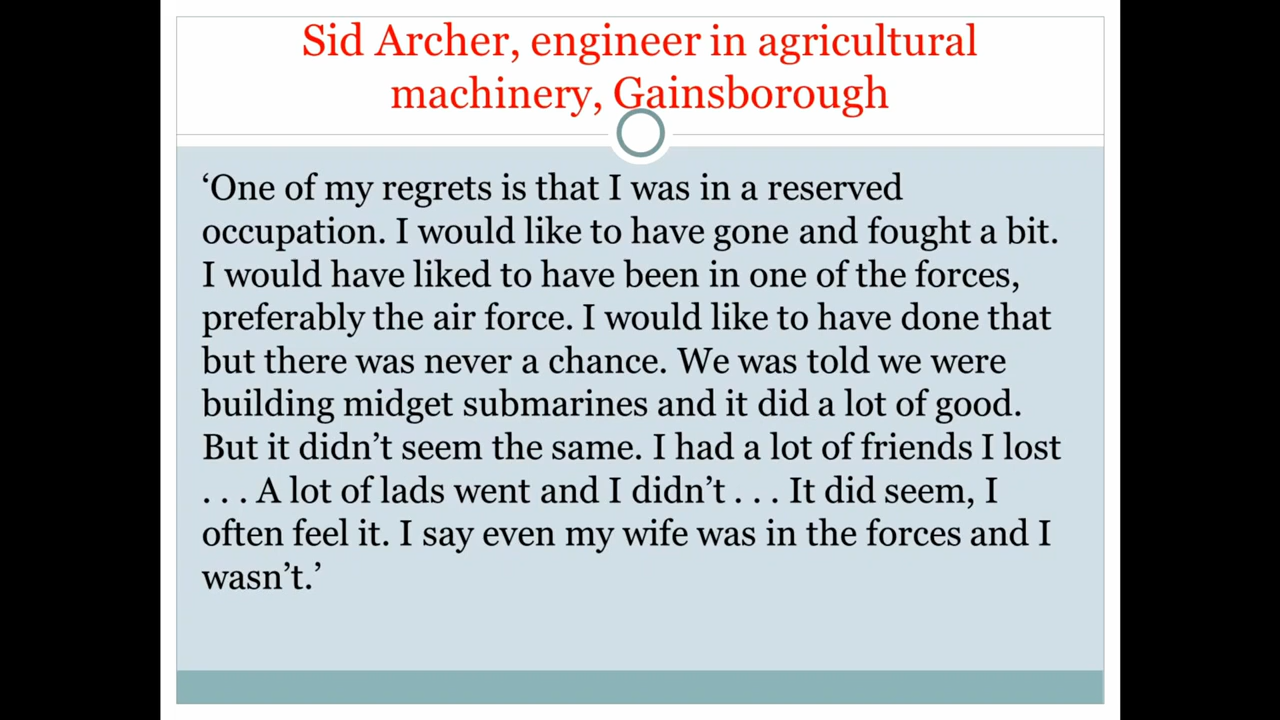 Sid Archer, engineer in agricultural
machinery, Gainsborough
‘One of my regrets is that I was in a reserved
occupation. I would like to have gone and fought a bit.
I would have liked to have been in one of the forces,
preferably the air force. I would like to have done that
but there was never a chance. We was told we were
building midget submarines and it did a lot of good.
But it didn’t seem the same. I had a lot of friends I lost
. . . A lot of lads went and I didn’t . . . It did seem, I
often feel it. I say even my wife was in the forces and I
wasn’t.’